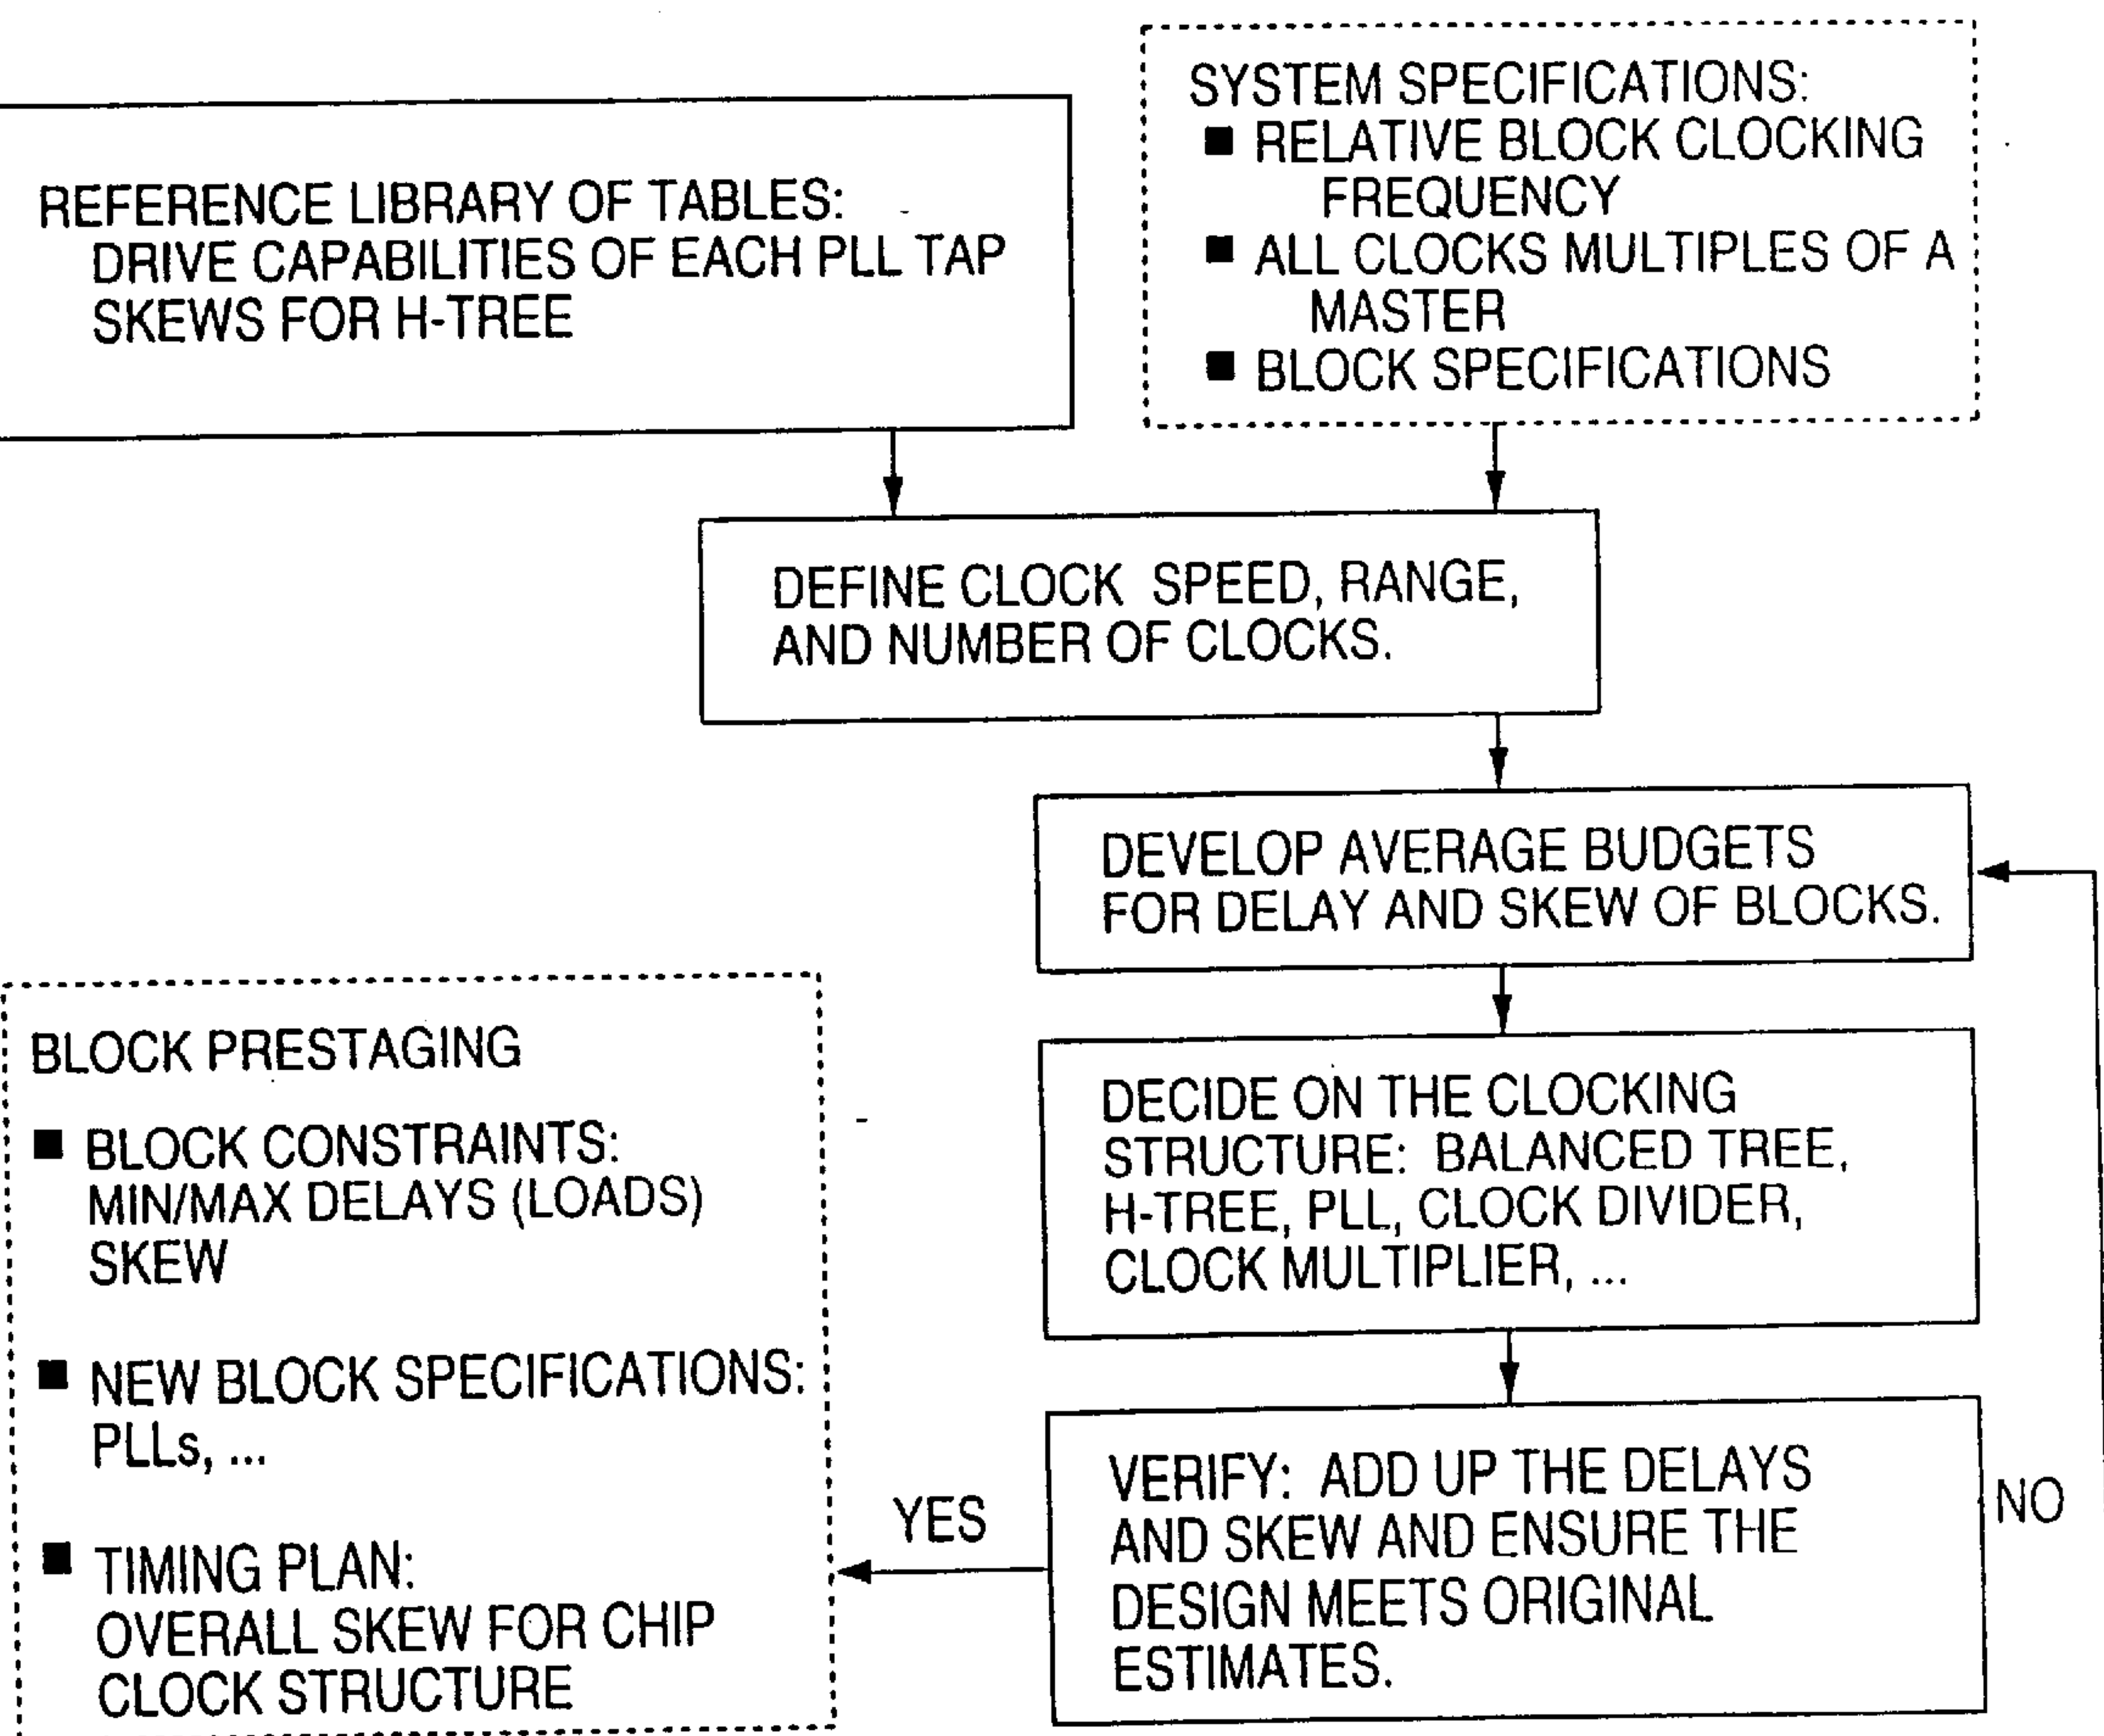 REFERENCE LIBRARY OF TABLES:
DRIVE CAPABILITIES OF EACH PLL TAP
SKEWS FOR H-TREE
SYSTEM SPECIFICATIONS:
■ RELATIVE BLOCK CLOCKING
FREQUENCY
■ ALL CLOCKS MULTIPLES OF A
MASTER
■ BLOCK SPECIFICATIONS
DEFINE CLOCK SPEED, RANGE,
AND NUMBER OF CLOCKS.
DEVELOP AVERAGE BUDGETS
FOR DELAY AND SKEW OF BLOCKS.
DECIDE ON THE CLOCKING
STRUCTURE: BALANCED TREE,
H-TREE, PLL, CLOCK DIVIDER,
CLOCK MULTIPLIER, ...
VERIFY: ADD UP THE DELAYS
AND SKEW AND ENSURE THE
DESIGN MEETS ORIGINAL
ESTIMATES.
NO
YES
BLOCK PRESTAGING
■ BLOCK CONSTRAINTS:
MIN/MAX DELAYS (LOADS)
SKEW
■ NEW BLOCK SPECIFICATIONS:
PLLs, ...
■ TIMING PLAN:
OVERALL SKEW FOR CHIP
CLOCK STRUCTURE